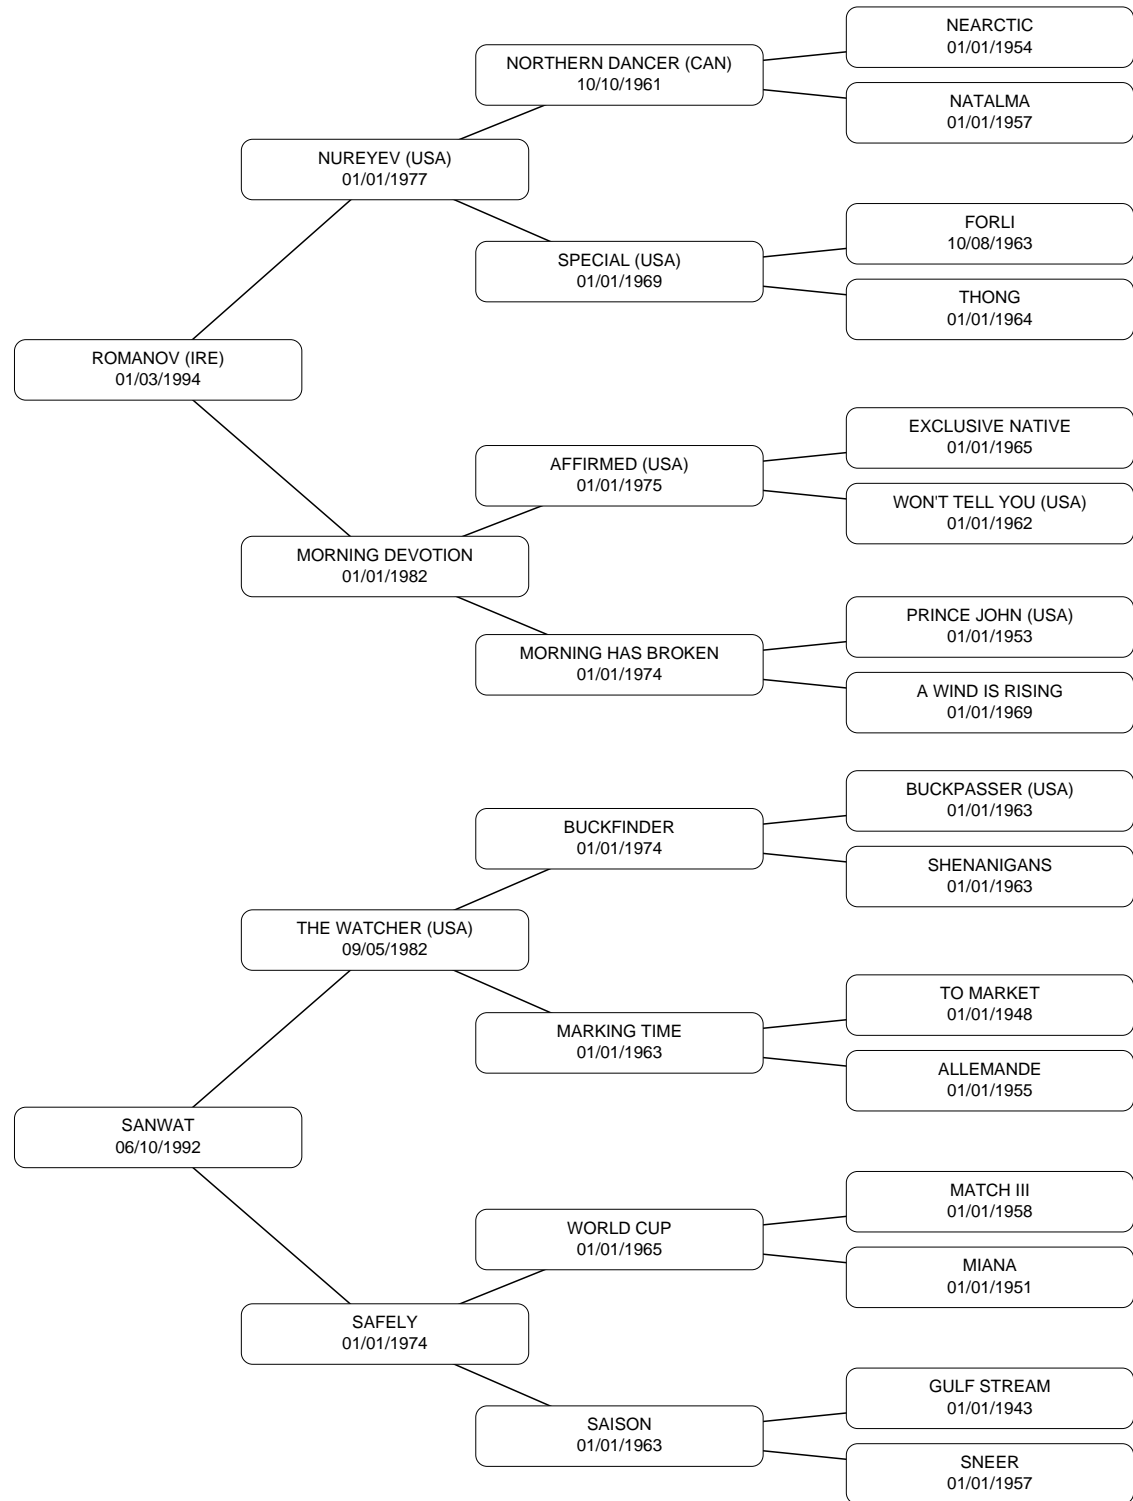 NEARCTIC
01/01/1954
NORTHERN DANCER (CAN)
10/10/1961
NATALMA
01/01/1957
NUREYEV (USA)
01/01/1977
FORLI
10/08/1963
SPECIAL (USA)
01/01/1969
THONG
01/01/1964
ROMANOV (IRE)
01/03/1994
EXCLUSIVE NATIVE
01/01/1965
AFFIRMED (USA)
01/01/1975
WON'T TELL YOU (USA)
01/01/1962
MORNING DEVOTION
01/01/1982
PRINCE JOHN (USA)
01/01/1953
MORNING HAS BROKEN
01/01/1974
A WIND IS RISING
01/01/1969
BUCKPASSER (USA)
01/01/1963
BUCKFINDER
01/01/1974
SHENANIGANS
01/01/1963
THE WATCHER (USA)
09/05/1982
TO MARKET
01/01/1948
MARKING TIME
01/01/1963
ALLEMANDE
01/01/1955
SANWAT
06/10/1992
MATCH III
01/01/1958
WORLD CUP
01/01/1965
MIANA
01/01/1951
SAFELY
01/01/1974
GULF STREAM
01/01/1943
SAISON
01/01/1963
SNEER
01/01/1957